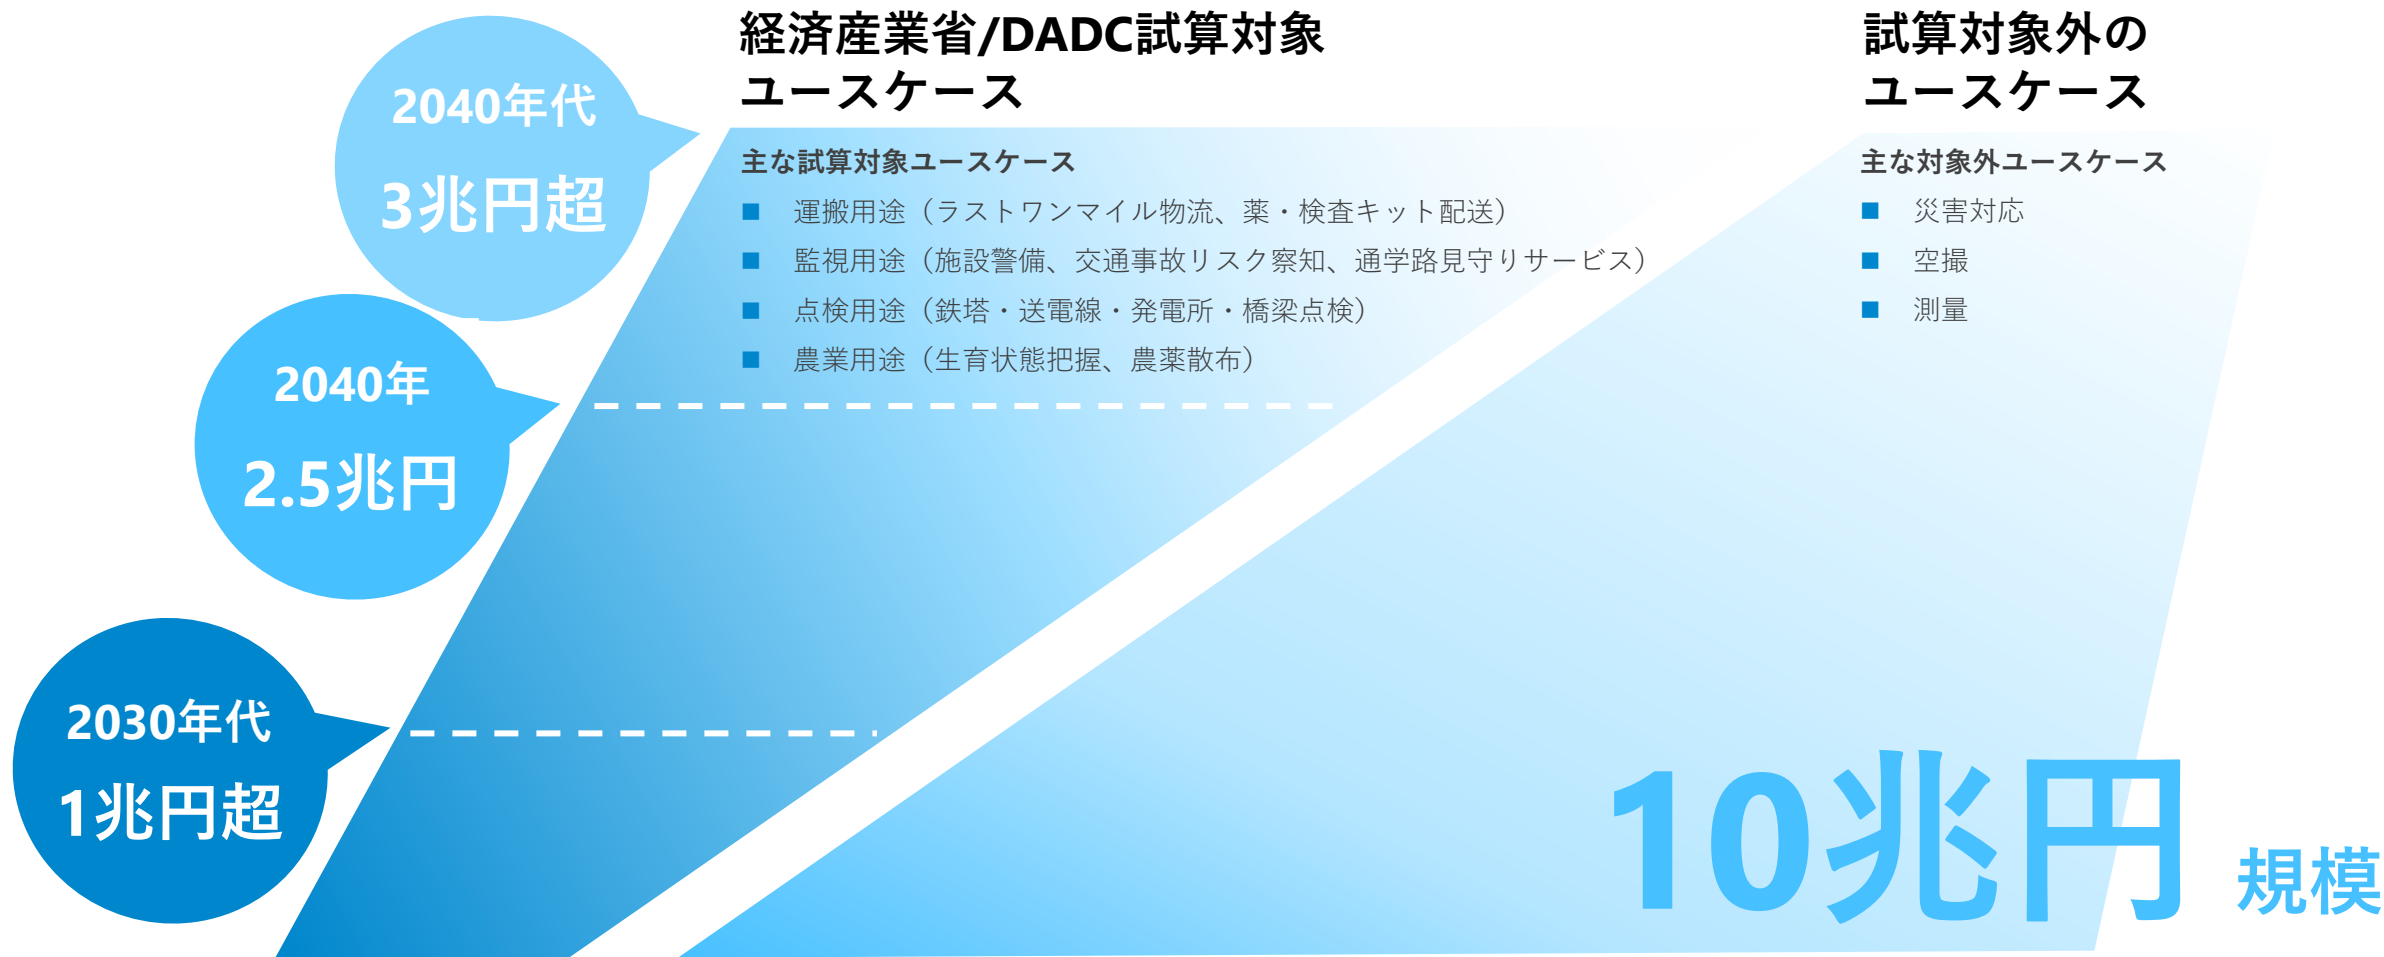 経済産業省/DADC試算対象
ユースケース
主な試算対象ユースケース
運搬用途（ラストワンマイル物流、薬・検査キット配送）
監視用途（施設警備、交通事故リスク察知、通学路見守りサービス）
点検用途（鉄塔・送電線・発電所・橋梁点検）
農業用途（生育状態把握、農薬散布）
試算対象外の
ユースケース
主な対象外ユースケース
災害対応
空撮
測量
2040年代
3兆円超
2040年
2.5兆円
2030年代
1兆円超
10兆円 規模